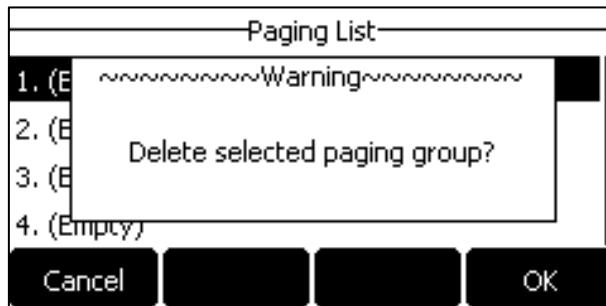 Paging List
1. (E
~~~~~~~~~Warning~~~~~~~~~
2. (E
Delete selected paging group?
3. (E
4. (Empty)
Cancel OK